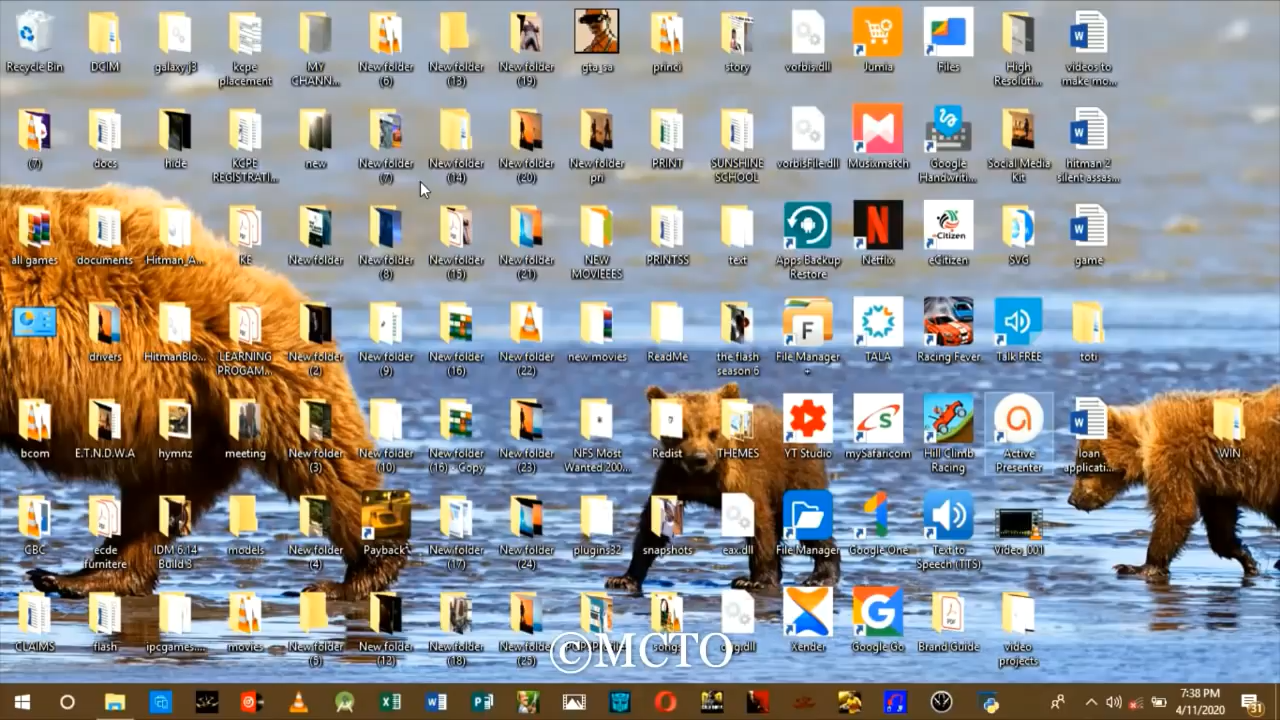 Recycle Bin
DCIM
galaxy j3
kcpe placement
MY CHANN...
New folder (6)
New folder (13)
New folder (19)
gta_sa
princi
story
vorbis.dll
Jumia
Files
High Resoluti...
videos to make mo...
(7)
docs
hide
KCPE REGISTRATI...
new
New folder (7)
New folder (14)
New folder (20)
New folder pri
PRINT
SUNSHINE SCHOOL
vorbisFile.dll
Musixmatch
Google Handwriti...
Social Media Kit
hitman 2 silent assas...
all games
documents
Hitman_A...
KE
New folder
New folder (8)
New folder (15)
New folder (21)
NEW MOVIEEES
PRINTSS
text
Apps Backup Restore
Netflix
eCitizen
SVG
game
drivers
HitmanBlo...
LEARNING PROGAM...
New folder (2)
New folder (9)
New folder (16)
New folder (22)
new movies
ReadMe
the flash season 6
File Manager +
TALA
Racing Fever
Talk FREE
toti
bcom
E.T.N.D.W.A
hymnz
meeting
New folder (3)
New folder (10)
New folder (16) - Copy
New folder (23)
NFS Most Wanted 200...
Redist
THEMES
YT Studio
mySafaricom
Hill Climb Racing
Active Presenter
loan applicati...
WIN
CBC
ecde furnitere
IDM 6.14 Build 3
models
New folder (4)
Payback
New folder (17)
New folder (24)
plugins32
snapshots
eax.dll
File Manager
Google One
Text to Speech (TTS)
Video_001
CLAIMS
flash
ipcgames....
movies
New folder (5)
New folder (12)
New folder (18)
New folder (25)
songs
Xender
Google Go
Brand Guide
video projects
©MCTO
7:38 PM
4/11/2020
31